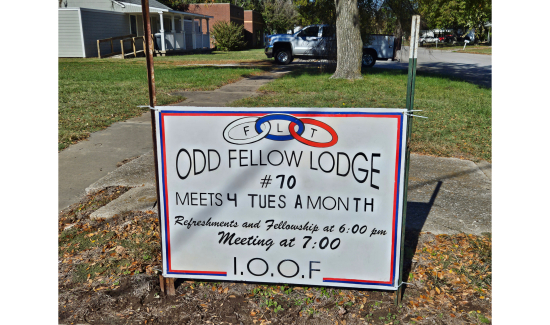 F L T
ODD FELLOW LODGE
#70
MEETS 4 TUES A MONTH
Refreshments and Fellowship at 6:00 pm
Meeting at 7:00
I.O.O.F